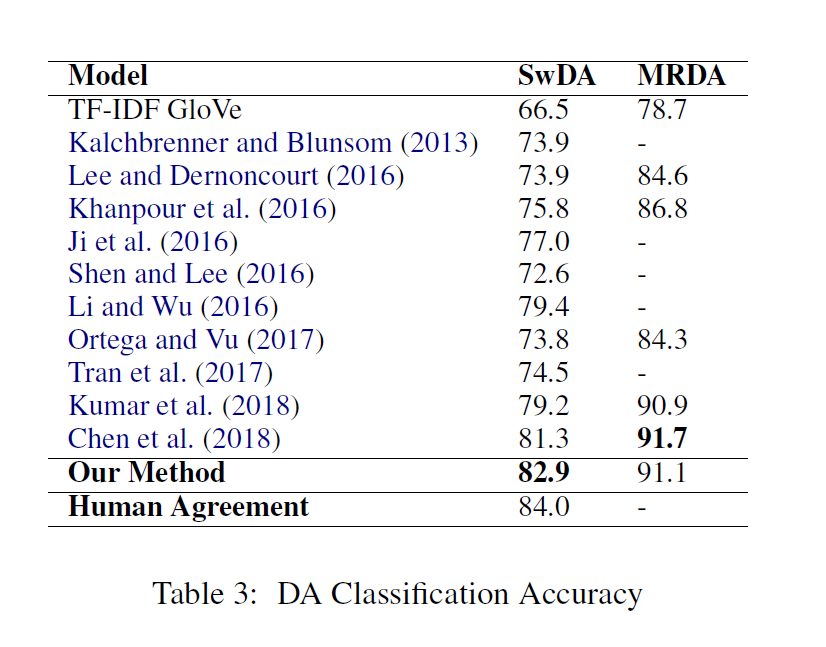 Model SwDA MRDA
TF-IDF GloVe 66.5 78.7
Kalchbrenner and Blunsom (2013) 73.9 -
Lee and Dernoncourt (2016) 73.9 84.6
Khanpour et al. (2016) 75.8 86.8
Ji et al. (2016) 77.0 -
Shen and Lee (2016) 72.6 -
Li and Wu (2016) 79.4 -
Ortega and Vu (2017) 73.8 84.3
Tran et al. (2017) 74.5 -
Kumar et al. (2018) 79.2 90.9
Chen et al. (2018) 81.3 91.7
Our Method 82.9 91.1
Human Agreement 84.0 -
Table 3: DA Classification Accuracy